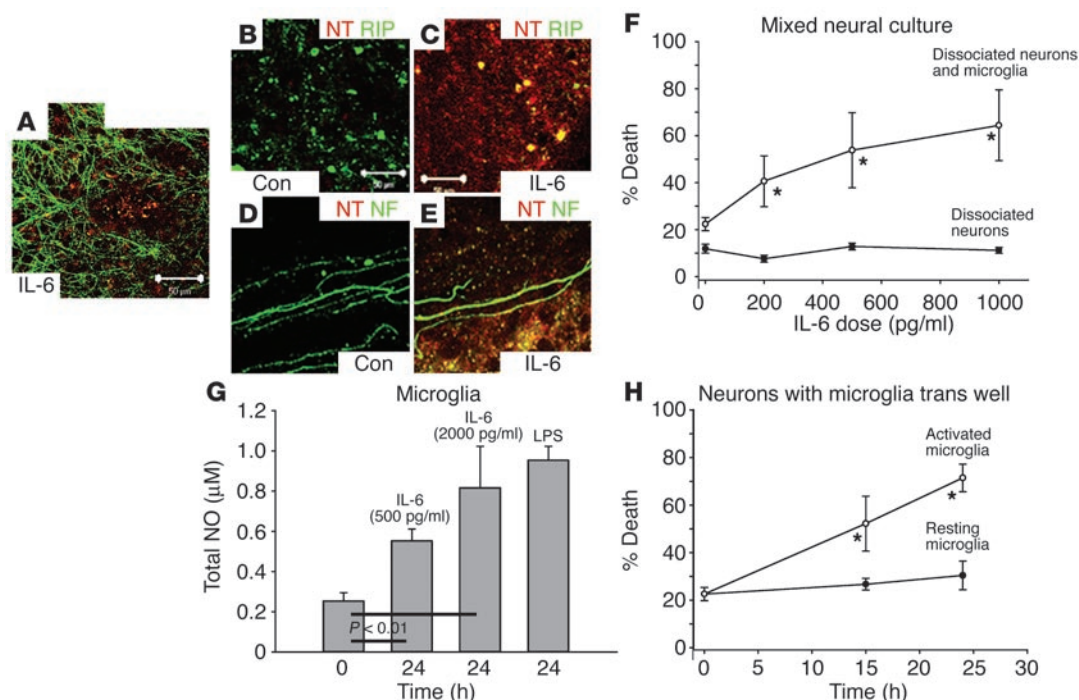 A
IL-6
50 µm
B
NT RIP
Con
50 µm
C
NT RIP
IL-6
D
NT NF
Con
E
NT NF
IL-6
F
Mixed neural culture
Dissociated neurons
and microglia
Dissociated
neurons
% Death
100
80
60
40
20
0
0 200 400 600 800 1000
IL-6 dose (pg/ml)
G
Microglia
Total NO (µM)
1.2
1.0
0.8
0.6
0.4
0.2
0
IL-6
(500 pg/ml)
IL-6
(2000 pg/ml)
LPS
P < 0.01
0 24 24 24
Time (h)
H
Neurons with microglia trans well
Activated
microglia
Resting
microglia
% Death
100
80
60
40
20
0
0 5 10 15 20 25 30
Time (h)
* * *
* *